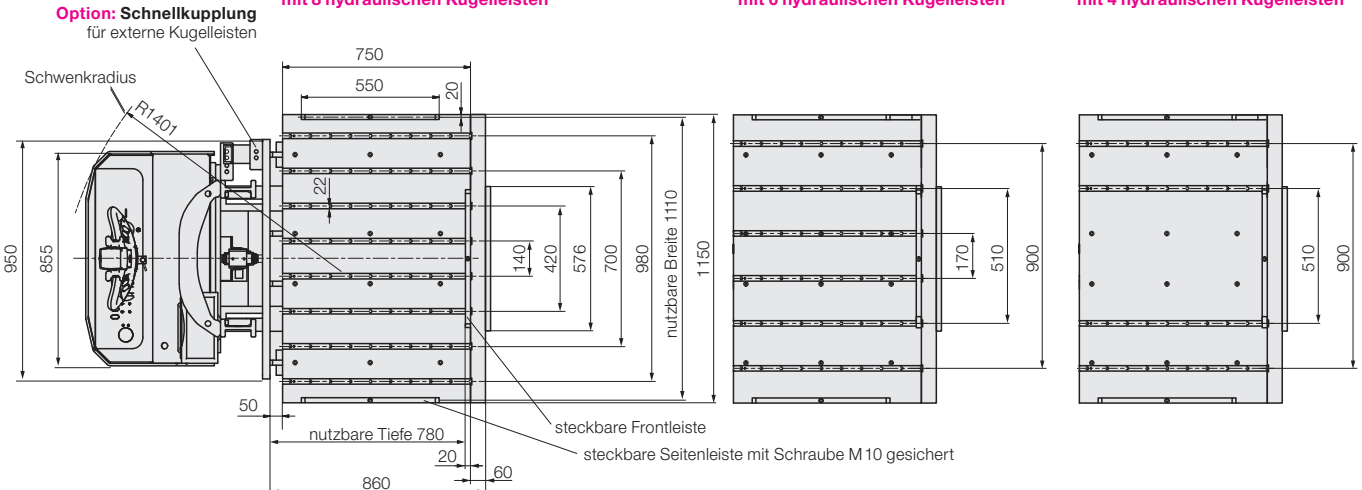 mit 8 hydraulischen Kugelleisten
mit 6 hydraulischen Kugelleisten
mit 4 hydraulischen Kugelleisten
Option: Schnellkupplung
für externe Kugelleisten
Schwenkradius
R1401
750
550
20
22
950
855
140
420
576
700
980
nutzbare Breite 1110
1150
170
510
900
510
900
50
nutzbare Tiefe 780
20
60
860
steckbare Frontleiste
steckbare Seitenleiste mit Schraube M 10 gesichert